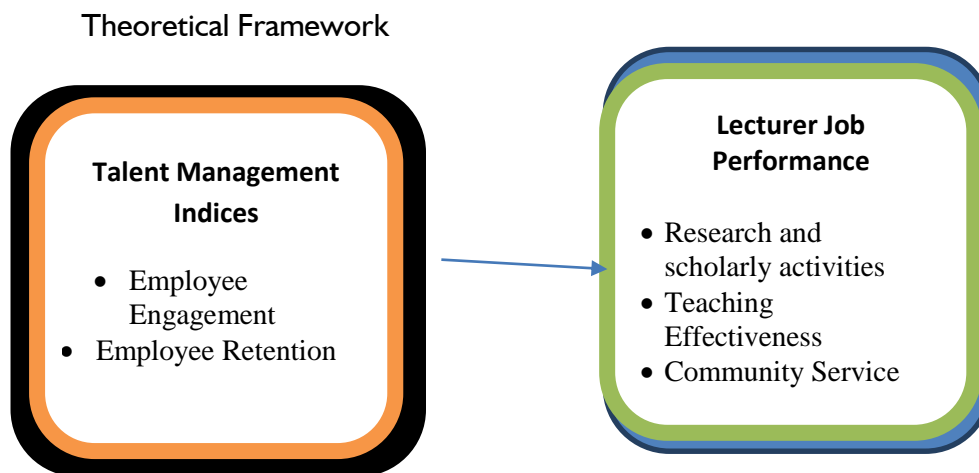 Theoretical Framework
Talent Management
Indices
• Employee
Engagement
• Employee Retention
Lecturer Job
Performance
• Research and
scholarly activities
• Teaching
Effectiveness
• Community Service